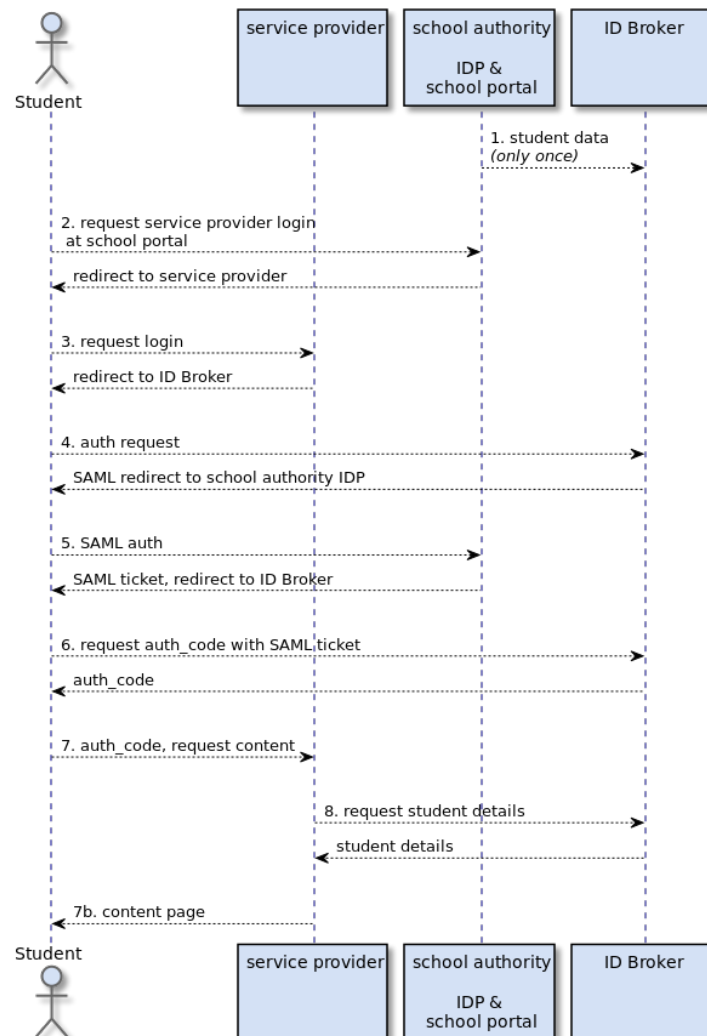 service provider
school authority
IDP &
school portal
ID Broker
Student
1. student data
(only once)
2. request service provider login
at school portal
redirect to service provider
3. request login
redirect to ID Broker
4. auth request
SAML redirect to school authority IDP
5. SAML auth
SAML ticket, redirect to ID Broker
6. request auth_code with SAML ticket
auth_code
7. auth_code, request content
8. request student details
student details
7b. content page
Student
service provider
school authority
IDP &
school portal
ID Broker